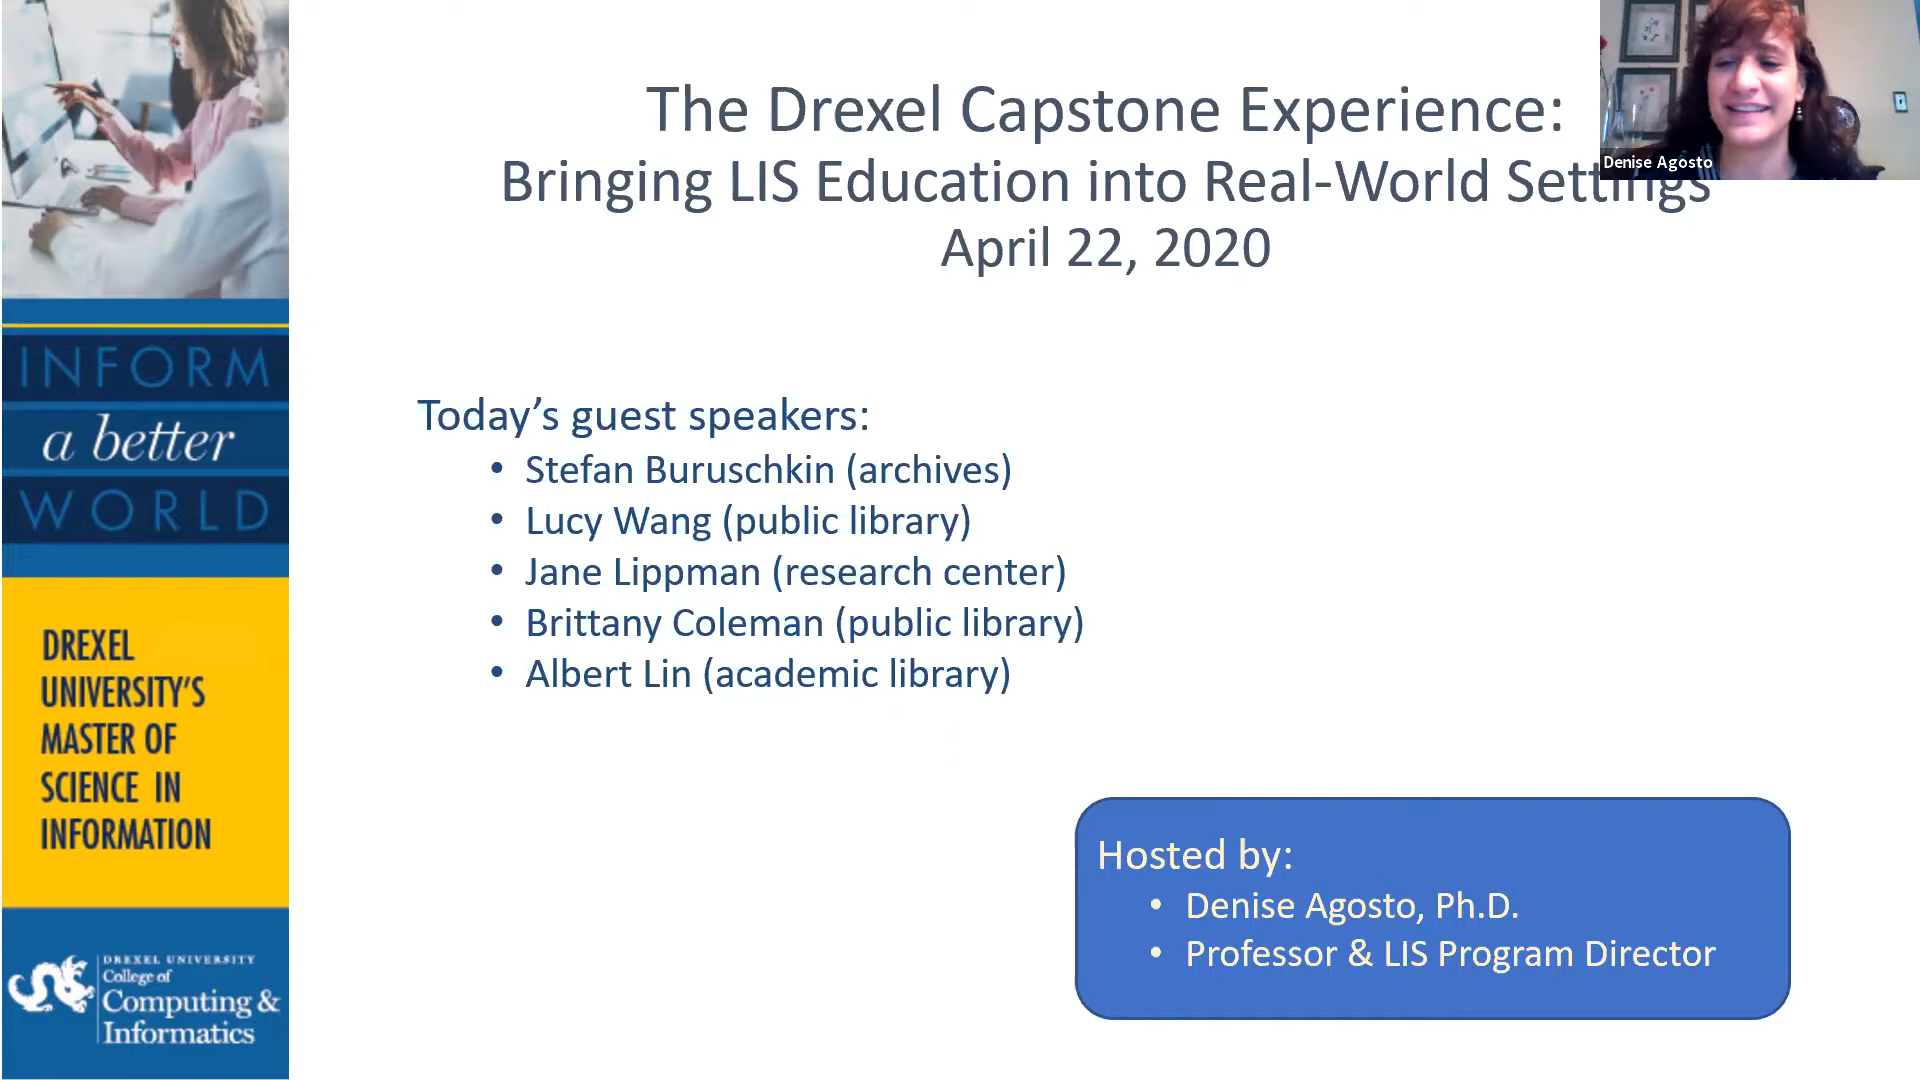 The Drexel Capstone Experience:
Bringing LIS Education into Real-World Settings
April 22, 2020
Denise Agosto
Today’s guest speakers:
• Stefan Buruschkin (archives)
• Lucy Wang (public library)
• Jane Lippman (research center)
• Brittany Coleman (public library)
• Albert Lin (academic library)
Hosted by:
• Denise Agosto, Ph.D.
• Professor & LIS Program Director
INFORM
a better
WORLD
DREXEL
UNIVERSITY’S
MASTER OF
SCIENCE IN
INFORMATION
DREXEL UNIVERSITY
College of
Computing &
Informatics